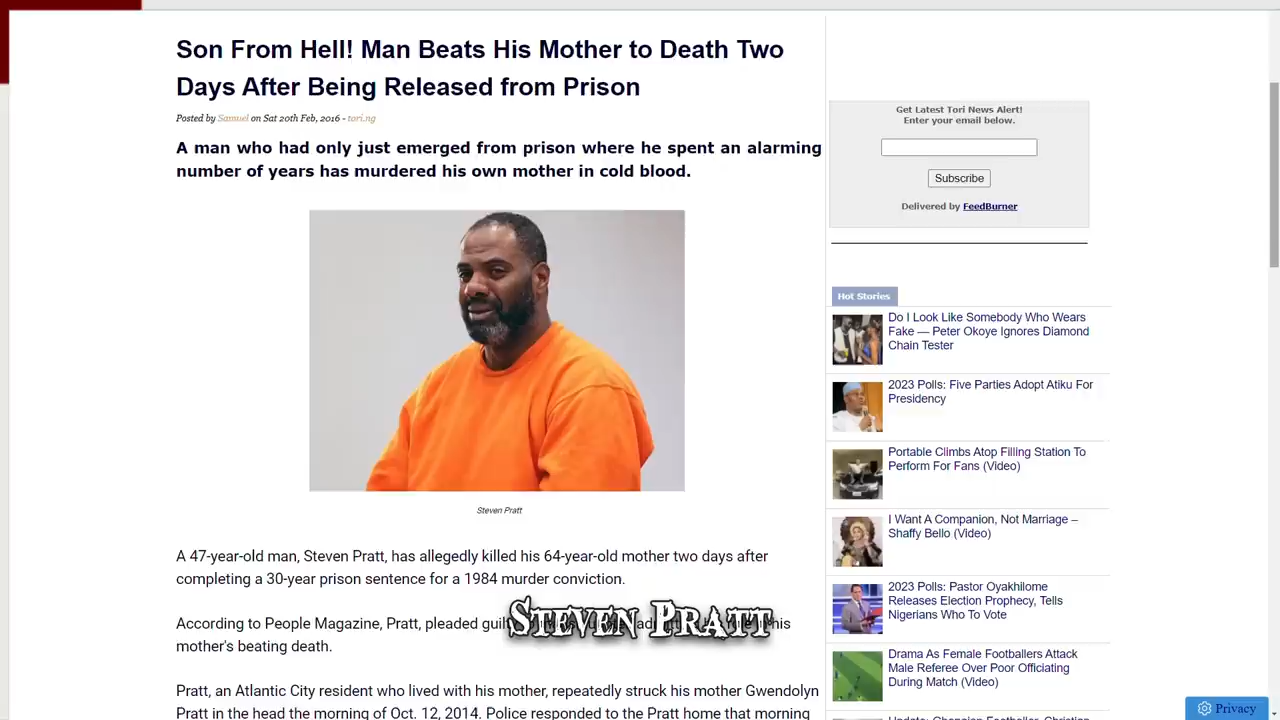 Son From Hell! Man Beats His Mother to Death Two
Days After Being Released from Prison
Posted by Samuel on Sat 20th Feb, 2016 - tori.ng
A man who had only just emerged from prison where he spent an alarming
number of years has murdered his own mother in cold blood.
Steven Pratt
A 47-year-old man, Steven Pratt, has allegedly killed his 64-year-old mother two days after
completing a 30-year prison sentence for a 1984 murder conviction.
Steven Pratt
According to People Magazine, Pratt, pleaded his
mother's beating death.
Pratt, an Atlantic City resident who lived with his mother, repeatedly struck his mother Gwendolyn
Pratt in the head the morning of Oct. 12, 2014. Police responded to the Pratt home that morning
Get Latest Tori News Alert!
Enter your email below.
Subscribe
Delivered by FeedBurner
Hot Stories
Do I Look Like Somebody Who Wears
Fake — Peter Okoye Ignores Diamond
Chain Tester
2023 Polls: Five Parties Adopt Atiku For
Presidency
Portable Climbs Atop Filling Station To
Perform For Fans (Video)
I Want A Companion, Not Marriage –
Shaffy Bello (Video)
2023 Polls: Pastor Oyakhilome
Releases Election Prophecy, Tells
Nigerians Who To Vote
Drama As Female Footballers Attack
Male Referee Over Poor Officiating
During Match (Video)
Privacy